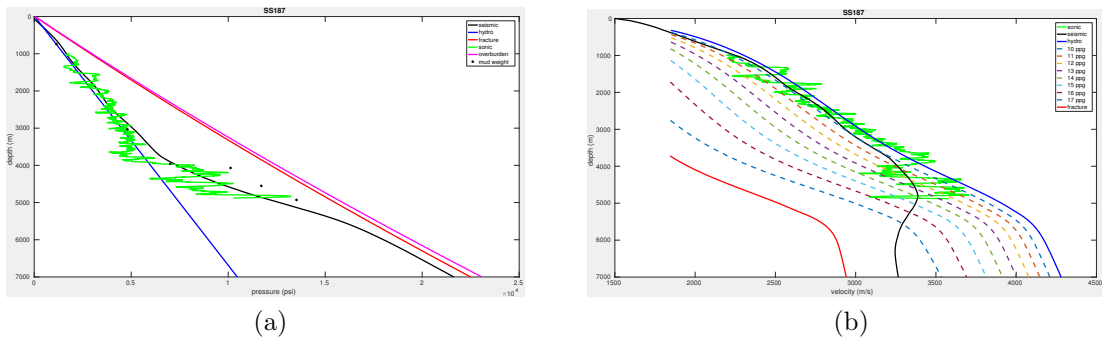 SS187
seismic
hydro
fracture
sonic
overburden
mud weight
0
1000
2000
3000
4000
5000
6000
7000
depth (m)
0 0.5 1 1.5 2 2.5
pressure (psi)
×10⁴
(a)
SS187
sonic
seismic
hydro
10 ppg
11 ppg
12 ppg
13 ppg
14 ppg
15 ppg
16 ppg
17 ppg
fracture
0
1000
2000
3000
4000
5000
6000
7000
depth (m)
1500 2000 2500 3000 3500 4000 4500
velocity (m/s)
(b)